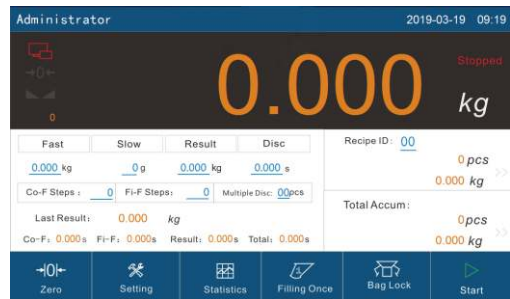 Administrator 2019-03-19 09:19
0.000
Stopped
→0←
kg
0
Fast Slow Result Disc
0.000 kg 0 g 0.000 kg 0.000 s
Co-F Steps : 0 Fi-F Steps: 0 Multiple Disc: 00pcs
Last Result: 0.000 kg
Co-F: 0.000s Fi-F: 0.000s Result: 0.000s Total: 0.000s
Recipe ID: 00
0 pcs
0.000 kg >>
Total Accum:
0 pcs
0.000 kg >>
→|0|←
Zero Setting Statistics Filling Once Bag Lock Start